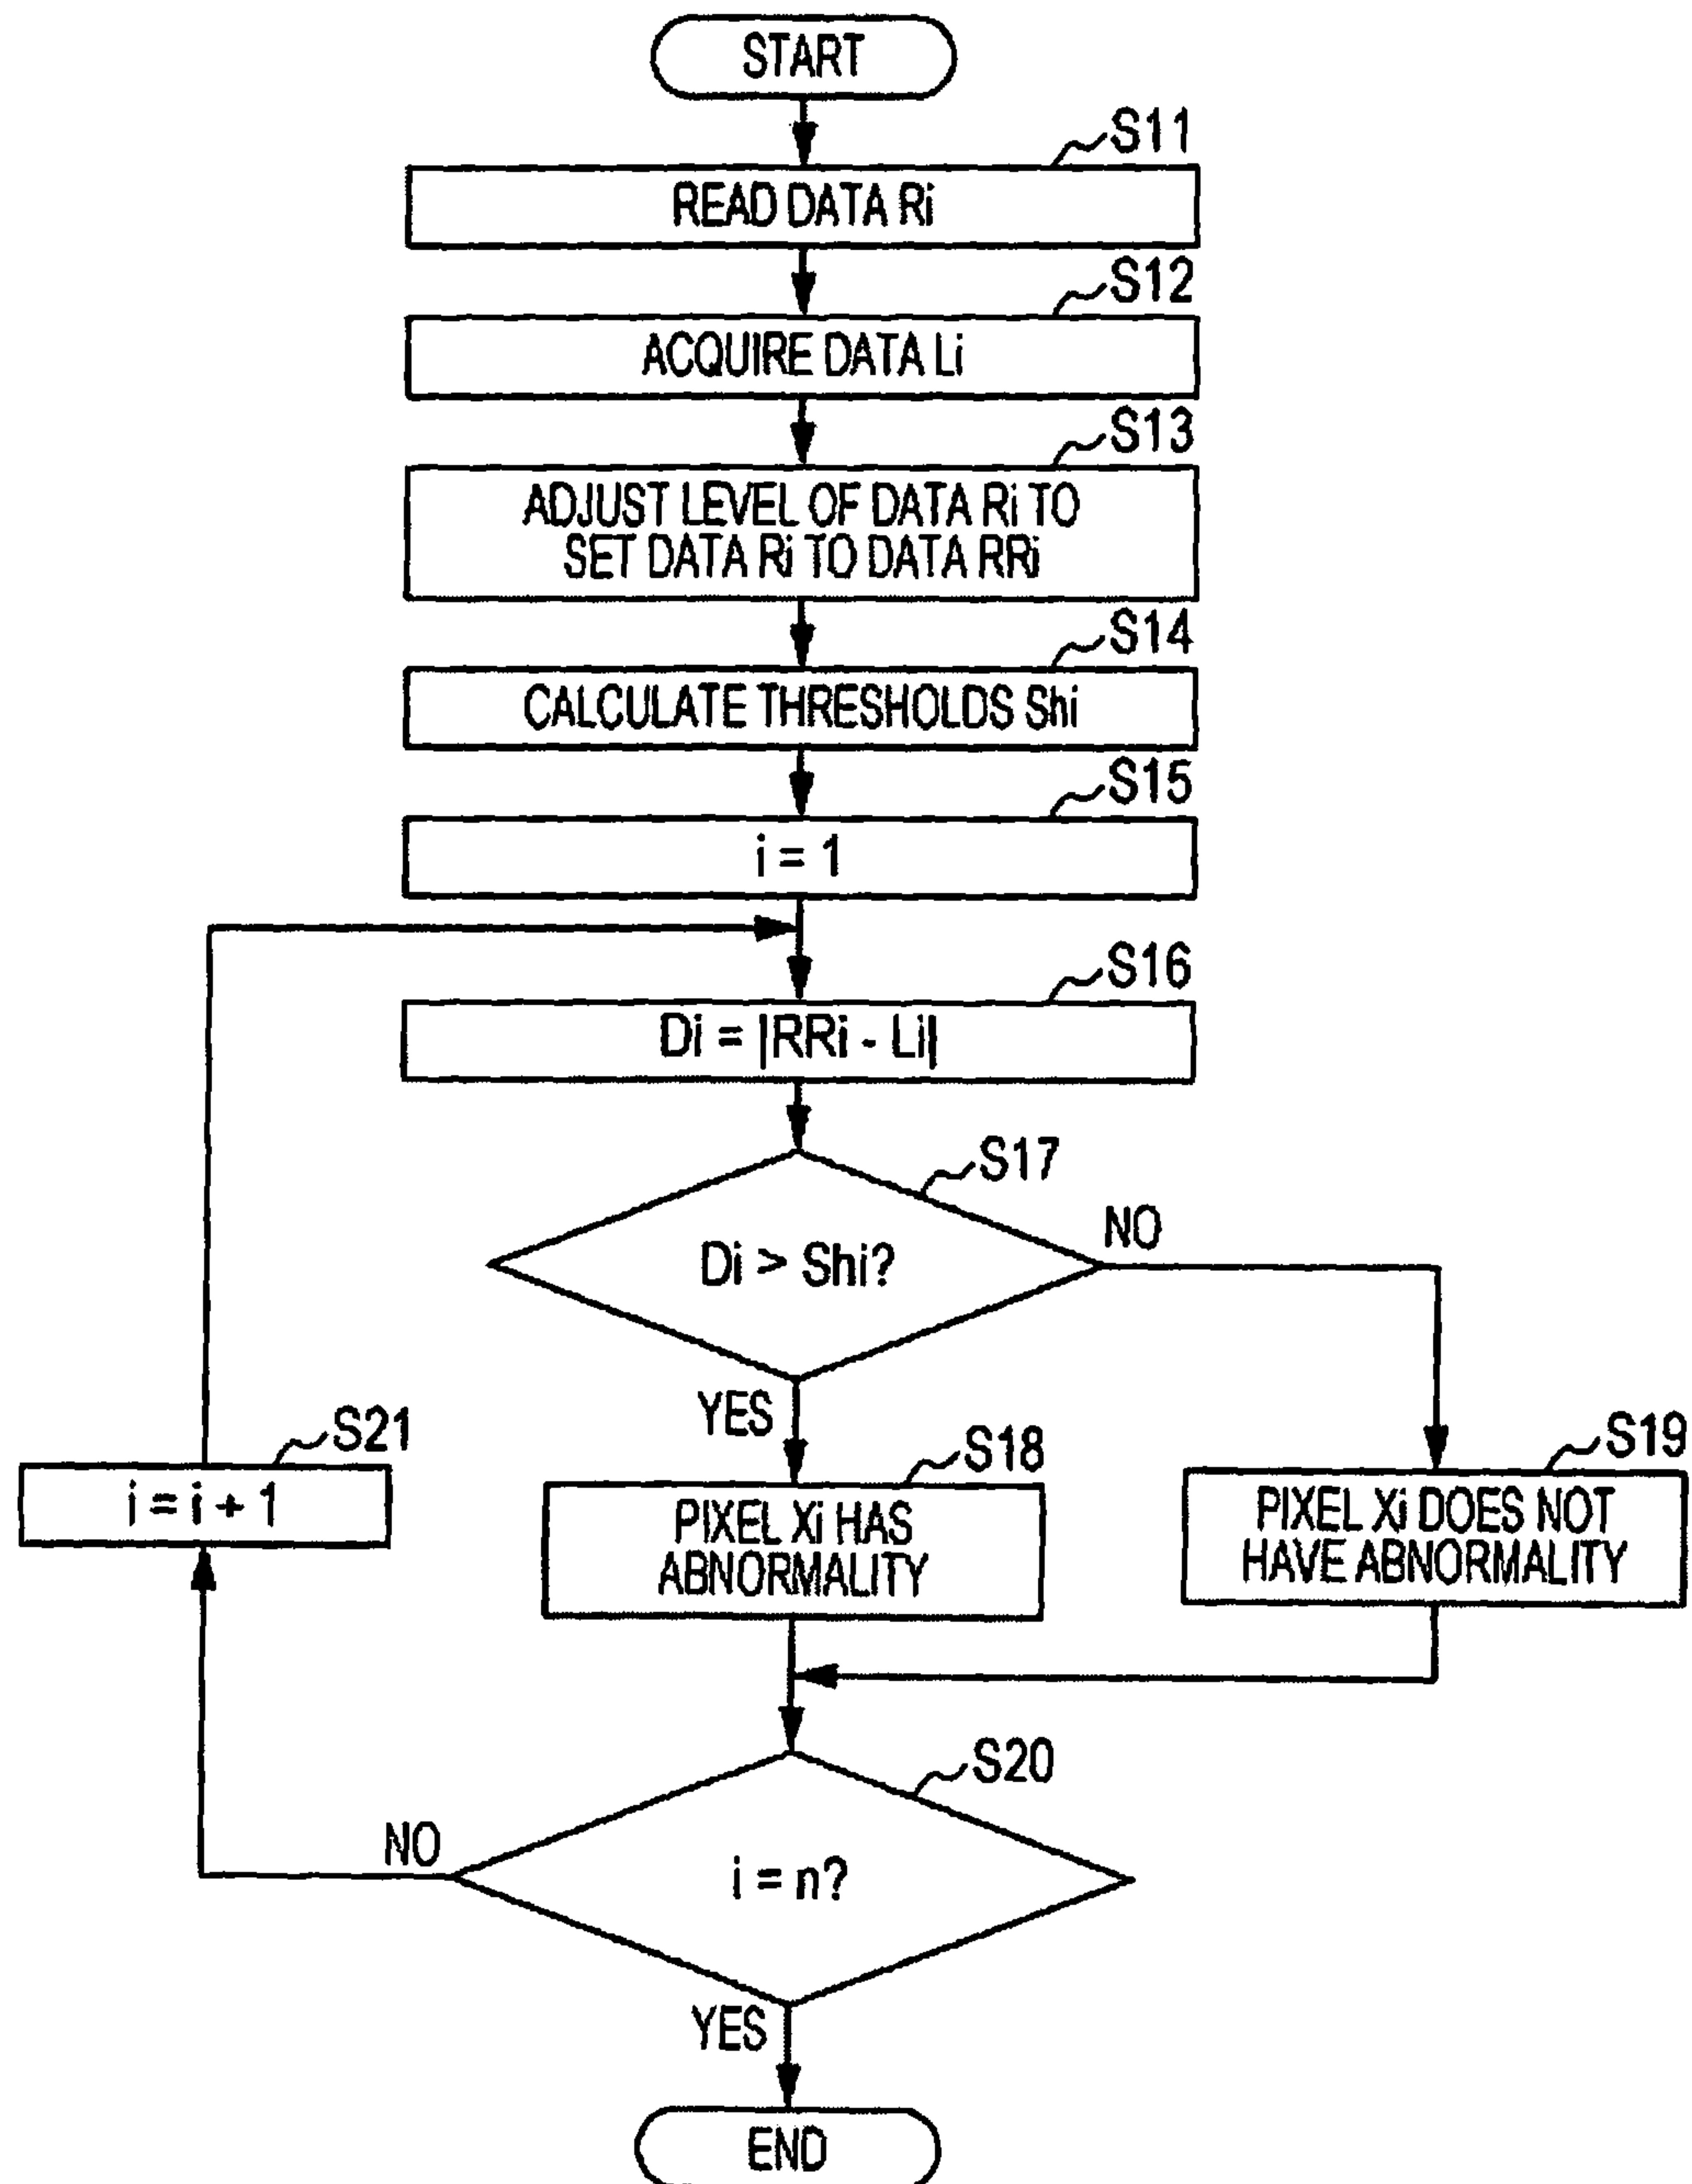 START
S11
READ DATA Ri
S12
ACQUIRE DATA Li
S13
ADJUST LEVEL OF DATA Ri TO
SET DATA Ri TO DATA RRi
S14
CALCULATE THRESHOLDS Shi
S15
i = 1
S16
Di = |RRi - Li|
S17
Di > Shi?
NO
YES
S18
PIXEL Xi HAS
ABNORMALITY
S19
PIXEL Xi DOES NOT
HAVE ABNORMALITY
S21
i = i + 1
S20
i = n?
NO
YES
END